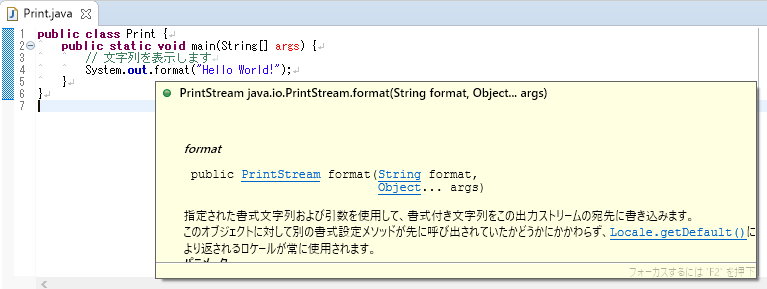 Print.java
1 public class Print {
2 public static void main(String[] args) {
3 // 文字列を表示します
4 System.out.format("Hello World!");
5 }
6 }
7
PrintStream java.io.PrintStream.format(String format, Object... args)
format
public PrintStream format(String format,
Object... args)
指定された書式文字列および引数を使用して、書式付き文字列をこの出力ストリームの宛先に書き込みます。
このオブジェクトに対して別の書式設定メソッドが先に呼び出されていたかどうかにかかわらず、Locale.getDefault()に
より返されるロケールが常に使用されます。
フォーカスするには 'F2' を押下